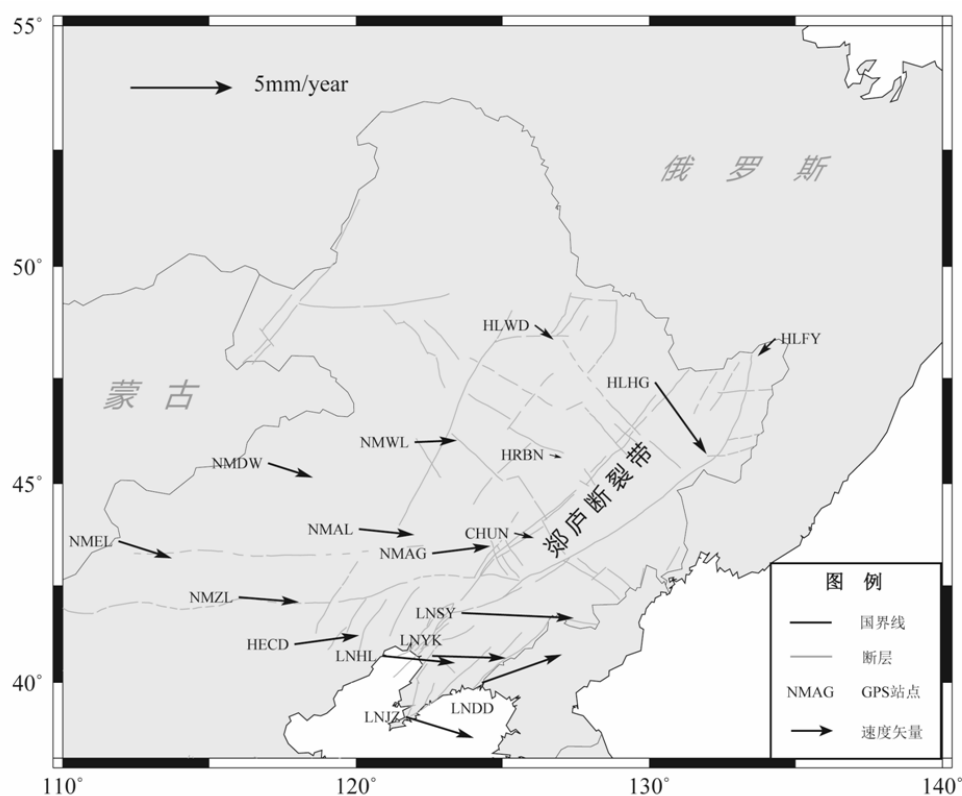 55°
5mm/year
俄罗斯
50°
HLWD
HLFY
HLHG
蒙古
NMWL
HRBN
NMDW
45°
郯庐断裂带
NMAL
CHUN
NMEL
NMAG
NMZL
LNSY
HECD
LNYK
LNHL
40°
LNDD
LNJZ
110°
120°
130°
140°
图 例
国界线
断层
NMAG GPS站点
速度矢量